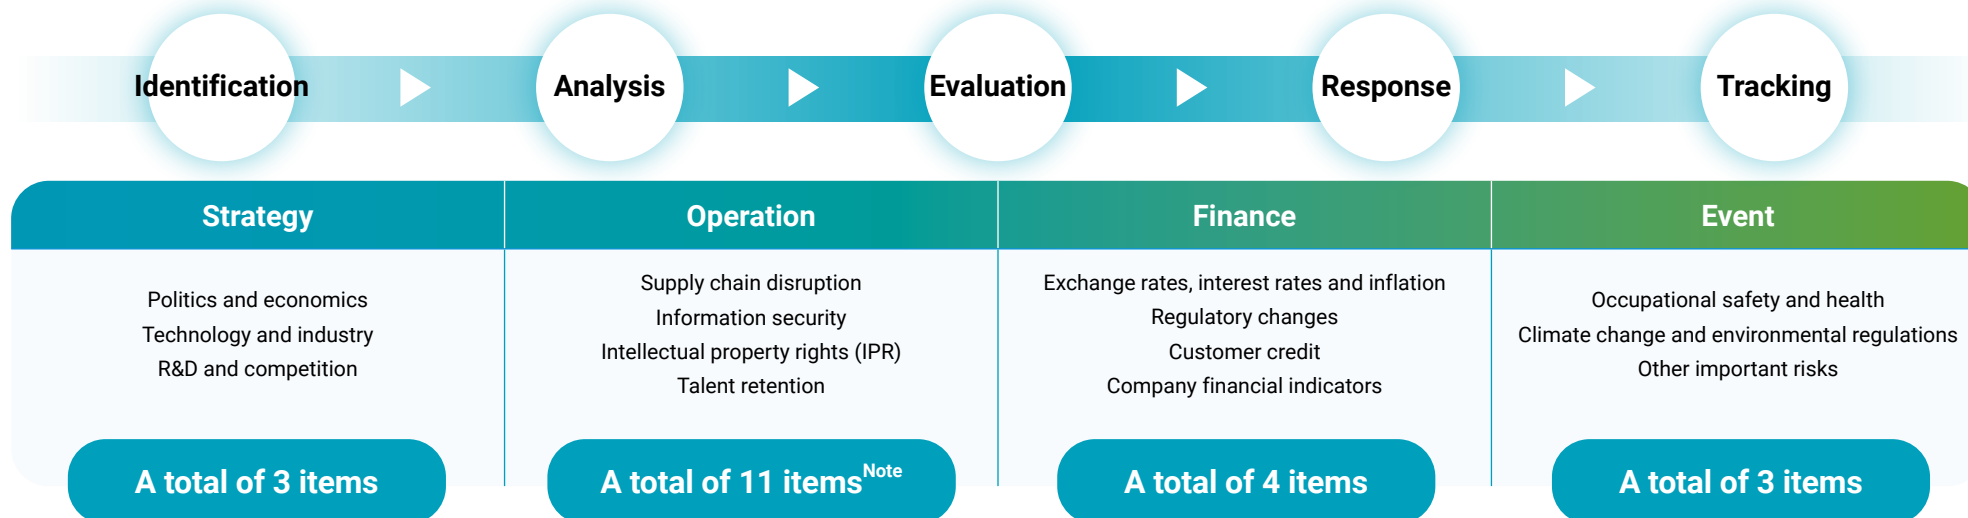 Identification
Analysis
Evaluation
Response
Tracking
Strategy
Politics and economics
Technology and industry
R&D and competition
A total of 3 items
Operation
Supply chain disruption
Information security
Intellectual property rights (IPR)
Talent retention
A total of 11 items Note
Finance
Exchange rates, interest rates and inflation
Regulatory changes
Customer credit
Company financial indicators
A total of 4 items
Event
Occupational safety and health
Climate change and environmental regulations
Other important risks
A total of 3 items